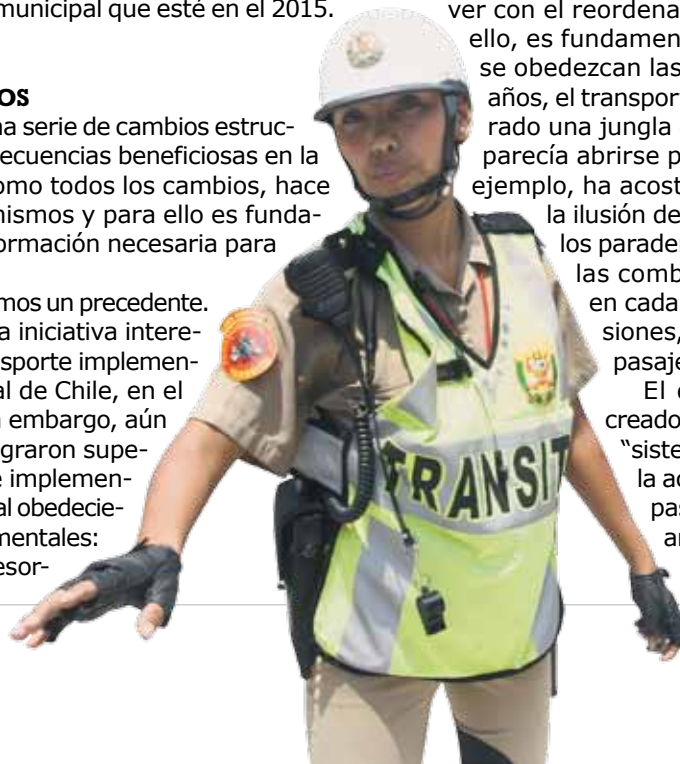 municipal que esté en el 2015.
OS
na serie de cambios estruc-
ecuencias beneficiosas en la
omo todos los cambios, hace
nismos y para ello es funda-
ormación necesaria para
mos un precedente.
a iniciativa intere-
nsporte implemen-
al de Chile, en el
n embargo, aún
graron supe-
e implemen-
al obedecie-
mentales:
esor-
TRANSIT
ver con el reordena
ello, es fundamen
se obedezcan las
años, el transpor
rado una jungla
parecía abrirse p
ejemplo, ha acost
la ilusión de
los parader
las comb
en cada
siones,
pasaje
El
creado
“siste
la ac
pas
ar